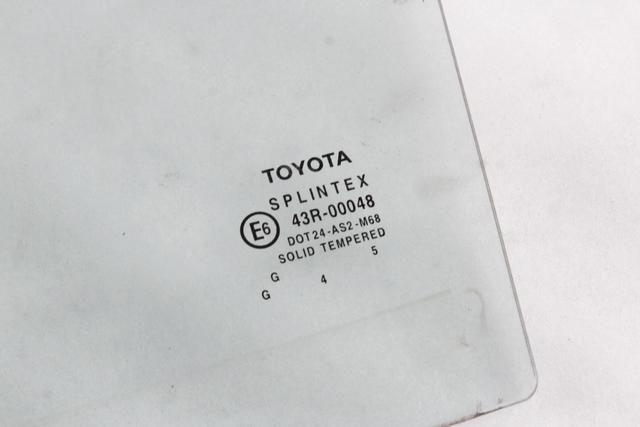 TOYOTA
SPLINTEX
E6 43R-00048
DOT24-AS2-M68
SOLID TEMPERED
G 5
G 4